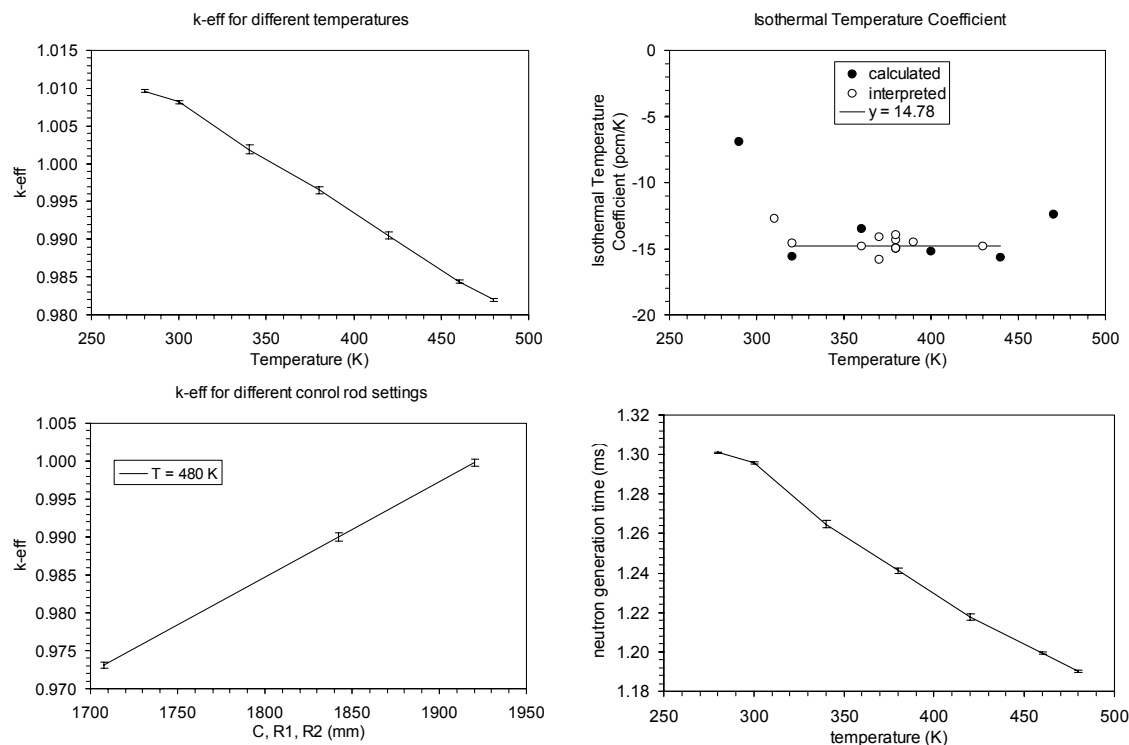 k-eff for different temperatures
1.015
1.010
1.005
1.000
0.995
0.990
0.985
0.980
k-eff
250 300 350 400 450 500
Temperature (K)
Isothermal Temperature Coefficient
0
-5
-10
-15
-20
Isothermal Temperature
Coefficient (pcm/K)
calculated
interpreted
y = 14.78
250 300 350 400 450 500
Temperature (K)
k-eff for different conrol rod settings
1.005
1.000
0.995
0.990
0.985
0.980
0.975
0.970
k-eff
T = 480 K
1700 1750 1800 1850 1900 1950
C, R1, R2 (mm)
1.32
1.30
1.28
1.26
1.24
1.22
1.20
1.18
neutron generation time (ms)
250 300 350 400 450 500
temperature (K)